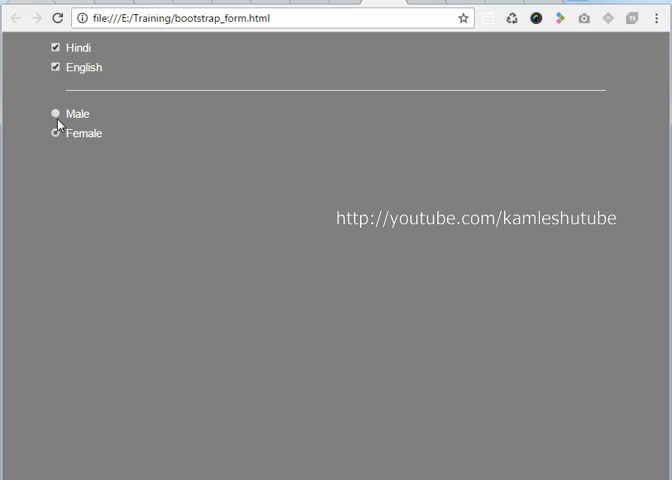 file:///E:/Training/bootstrap_form.html
Hindi
English
Male
Female
http://youtube.com/kamleshutube